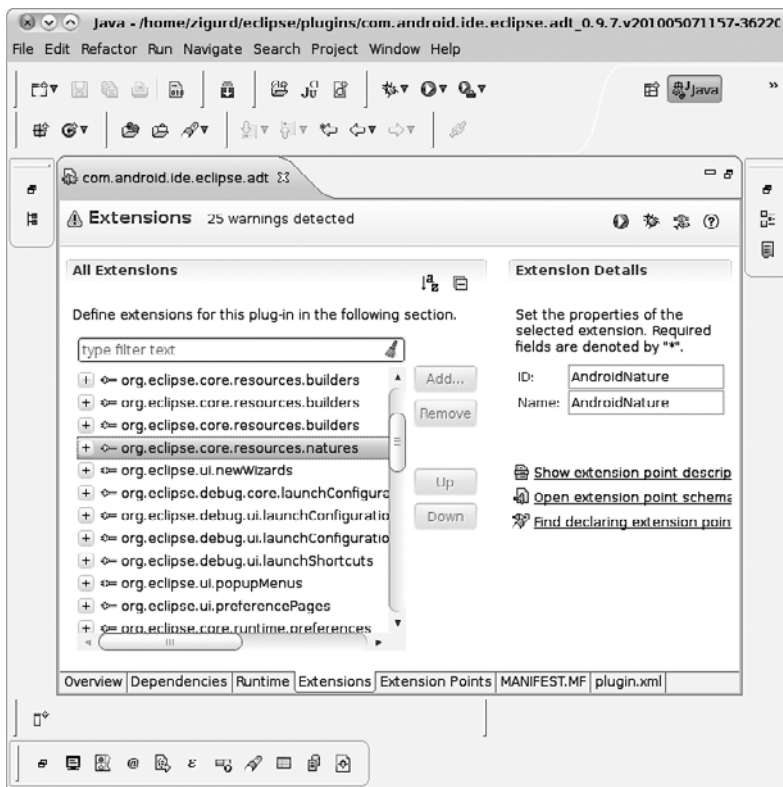 Java - /home/zigurd/eclipse/plugins/com.android.ide.eclipse.adt_0.9.7.v201005071157-36220
File Edit Refactor Run Navigate Search Project Window Help
Java
»
com.android.ide.eclipse.adt
Extensions 25 warnings detected
All Extensions
Define extensions for this plug-in in the following section.
type filter text
org.eclipse.core.resources.builders
org.eclipse.core.resources.builders
org.eclipse.core.resources.builders
org.eclipse.core.resources.natures
org.eclipse.ui.newWizards
org.eclipse.debug.core.launchConfigura
org.eclipse.debug.ui.launchConfiguratio
org.eclipse.debug.ui.launchConfiguratio
org.eclipse.debug.ui.launchShortcuts
org.eclipse.ui.popupMenus
org.eclipse.ui.preferencePages
org.eclipse.core.runtime.preferences
Add...
Remove
Up
Down
Extension Details
Set the properties of the
selected extension. Required
fields are denoted by "*".
ID: AndroidNature
Name: AndroidNature
Show extension point descrip
Open extension point schema
Find declaring extension poin
Overview Dependencies Runtime Extensions Extension Points MANIFEST.MF plugin.xml